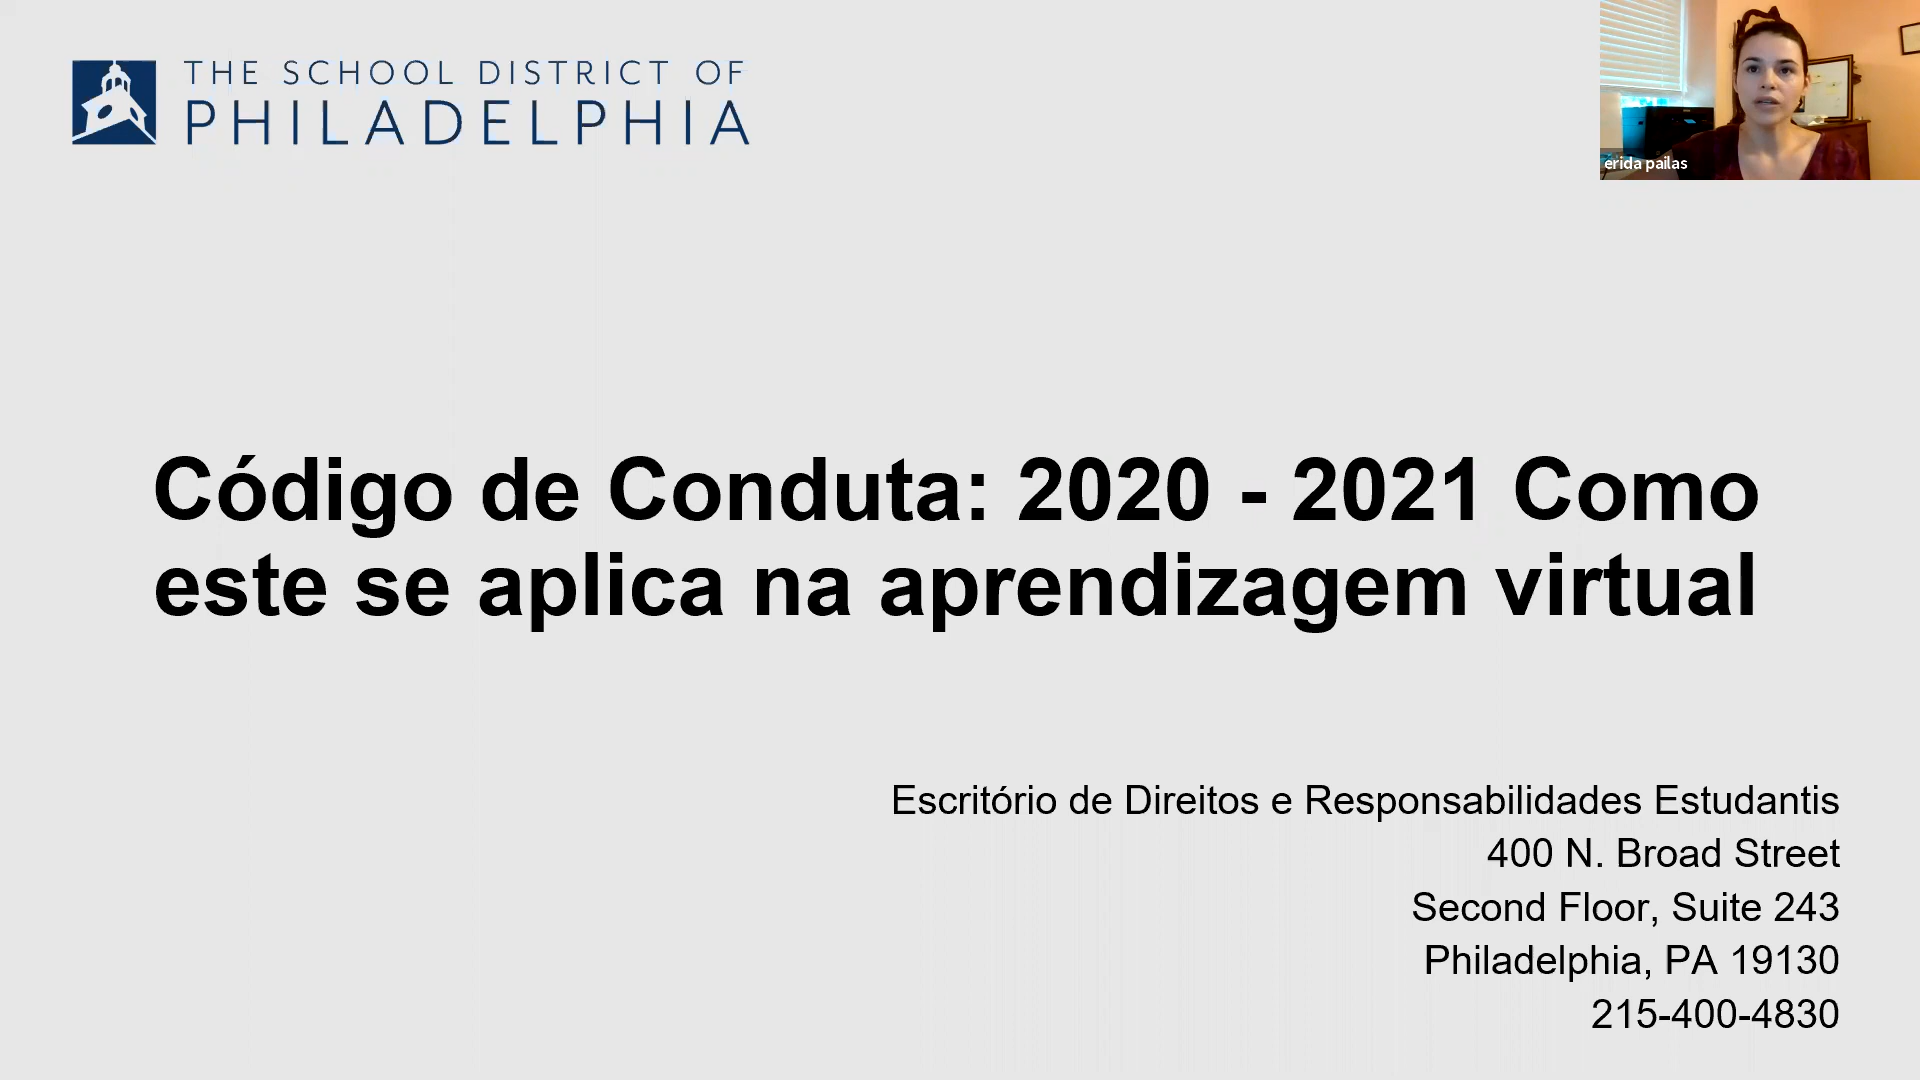 THE SCHOOL DISTRICT OF
PHILADELPHIA
erida pailas
Código de Conduta: 2020 - 2021 Como
este se aplica na aprendizagem virtual
Escritório de Direitos e Responsabilidades Estudantis
400 N. Broad Street
Second Floor, Suite 243
Philadelphia, PA 19130
215-400-4830